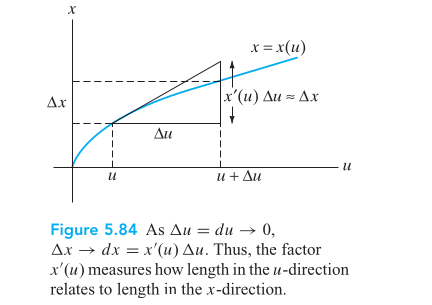 x
x = x(u)
Δx
x′(u) Δu ≈ Δx
Δu
u
u
u + Δu
Figure 5.84 As Δu = du → 0,
Δx → dx = x′(u) Δu. Thus, the factor
x′(u) measures how length in the u-direction
relates to length in the x-direction.